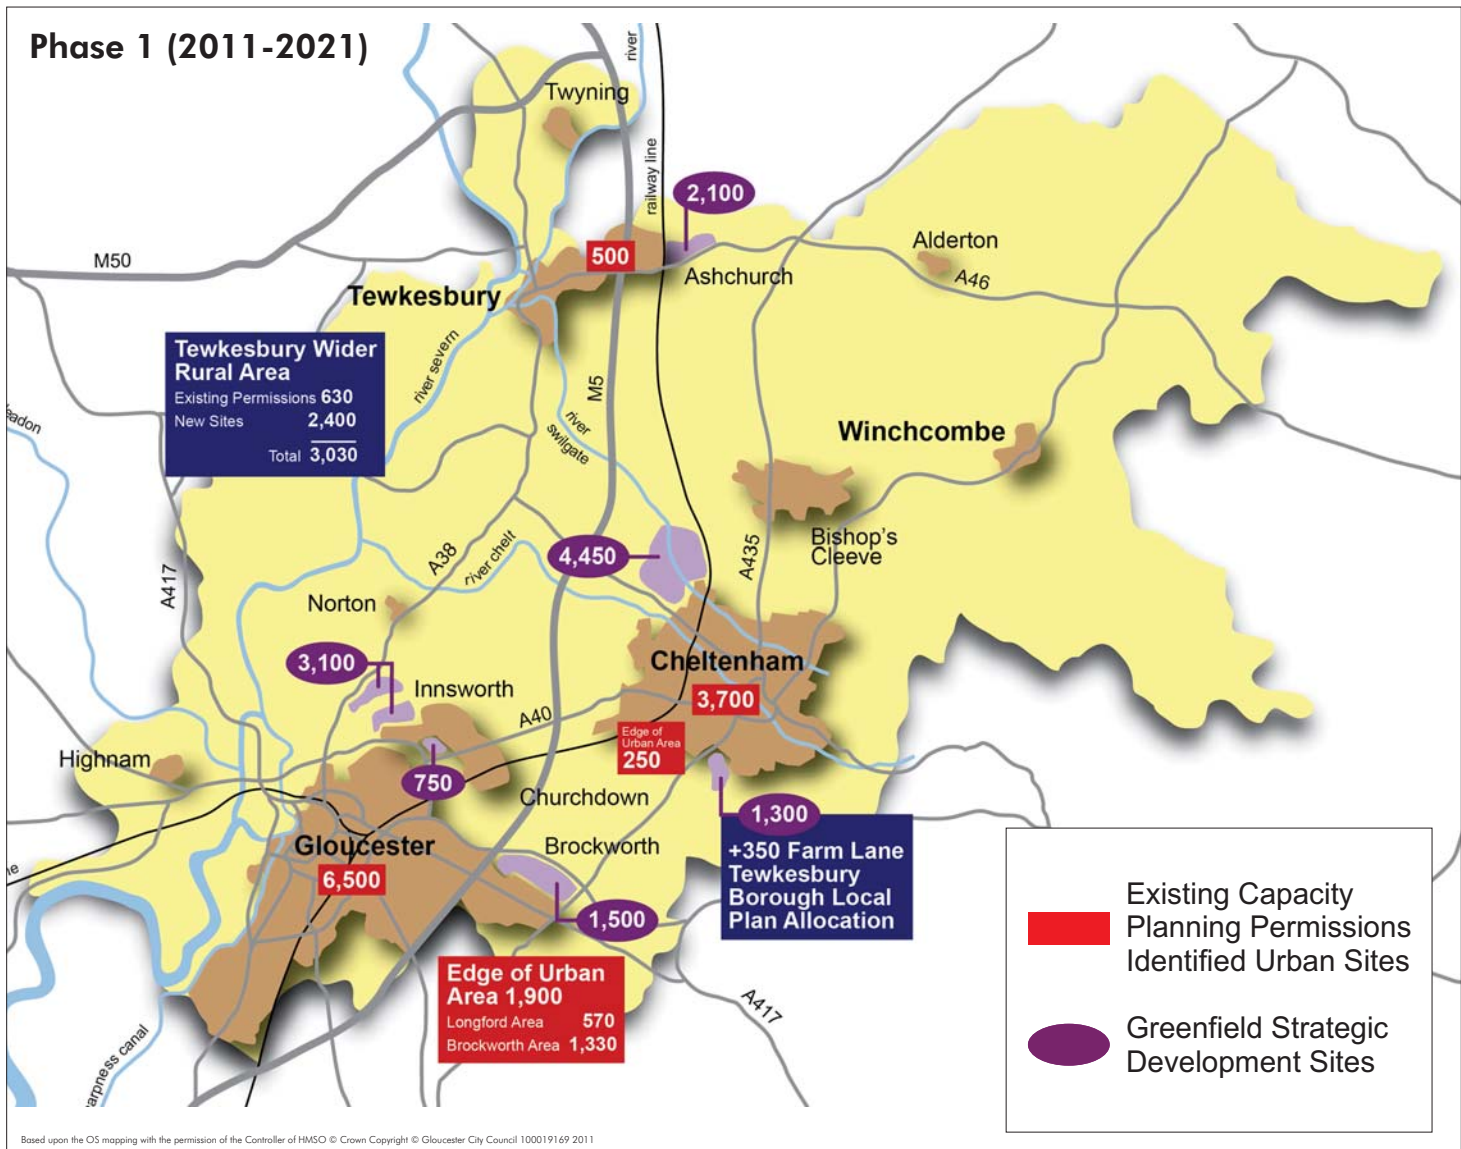 Phase 1 (2011-2021)
river
Twyning
railway line
2,100
M50
500
Alderton
Ashchurch
A46
Tewkesbury
Tewkesbury Wider
Rural Area
Existing Permissions 630
New Sites 2,400
Total 3,030
river severn
M5
river
swilgate
Winchcombe
eadon
4,450
A38
river chelt
A435
Bishop's
Cleeve
A417
Norton
3,100
Innsworth
Cheltenham
3,700
A40
Edge of
Urban Area
250
Highnam
750
Churchdown
1,300
+350 Farm Lane
Tewkesbury
Borough Local
Plan Allocation
Gloucester
6,500
Brockworth
1,500
ne
Edge of Urban
Area 1,900
Longford Area 570
Brockworth Area 1,330
A417
arpness canal
Existing Capacity
Planning Permissions
Identified Urban Sites
Greenfield Strategic
Development Sites
Based upon the OS mapping with the permission of the Controller of HMSO © Crown Copyright © Gloucester City Council 100019169 2011